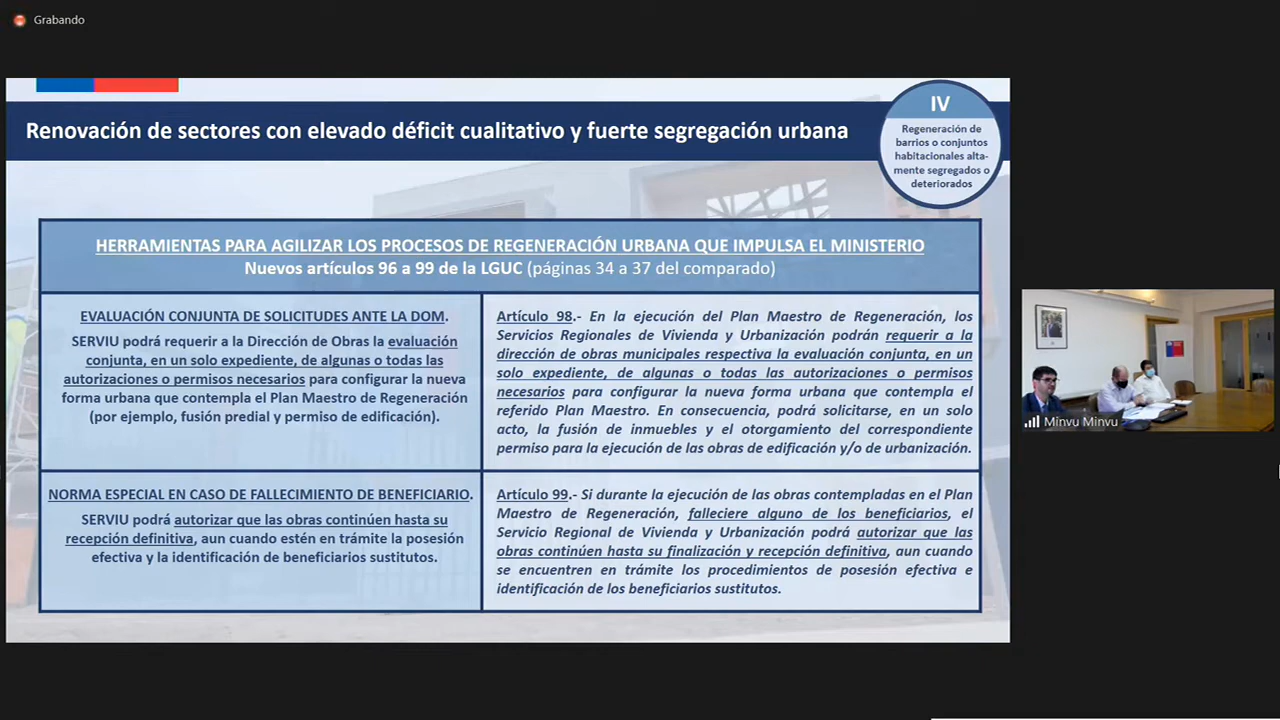 Grabando
Renovación de sectores con elevado déficit cualitativo y fuerte segregación urbana
IV
Regeneración de
barrios o conjuntos
habitacionales alta-
mente segregados o
deteriorados
HERRAMIENTAS PARA AGILIZAR LOS PROCESOS DE REGENERACIÓN URBANA QUE IMPULSA EL MINISTERIO
Nuevos artículos 96 a 99 de la LGUC (páginas 34 a 37 del comparado)
EVALUACIÓN CONJUNTA DE SOLICITUDES ANTE LA DOM.
SERVIU podrá requerir a la Dirección de Obras la evaluación
conjunta, en un solo expediente, de algunas o todas las
autorizaciones o permisos necesarios para configurar la nueva
forma urbana que contempla el Plan Maestro de Regeneración
(por ejemplo, fusión predial y permiso de edificación).
Artículo 98.- En la ejecución del Plan Maestro de Regeneración, los
Servicios Regionales de Vivienda y Urbanización podrán requerir a la
dirección de obras municipales respectiva la evaluación conjunta, en un
solo expediente, de algunas o todas las autorizaciones o permisos
necesarios para configurar la nueva forma urbana que contempla el
referido Plan Maestro. En consecuencia, podrá solicitarse, en un solo
acto, la fusión de inmuebles y el otorgamiento del correspondiente
permiso para la ejecución de las obras de edificación y/o de urbanización.
NORMA ESPECIAL EN CASO DE FALLECIMIENTO DE BENEFICIARIO.
SERVIU podrá autorizar que las obras continúen hasta su
recepción definitiva, aun cuando estén en trámite la posesión
efectiva y la identificación de beneficiarios sustitutos.
Artículo 99.- Si durante la ejecución de las obras contempladas en el Plan
Maestro de Regeneración, falleciere alguno de los beneficiarios, el
Servicio Regional de Vivienda y Urbanización podrá autorizar que las
obras continúen hasta su finalización y recepción definitiva, aun cuando
se encuentren en trámite los procedimientos de posesión efectiva e
identificación de los beneficiarios sustitutos.
Minvu Minvu